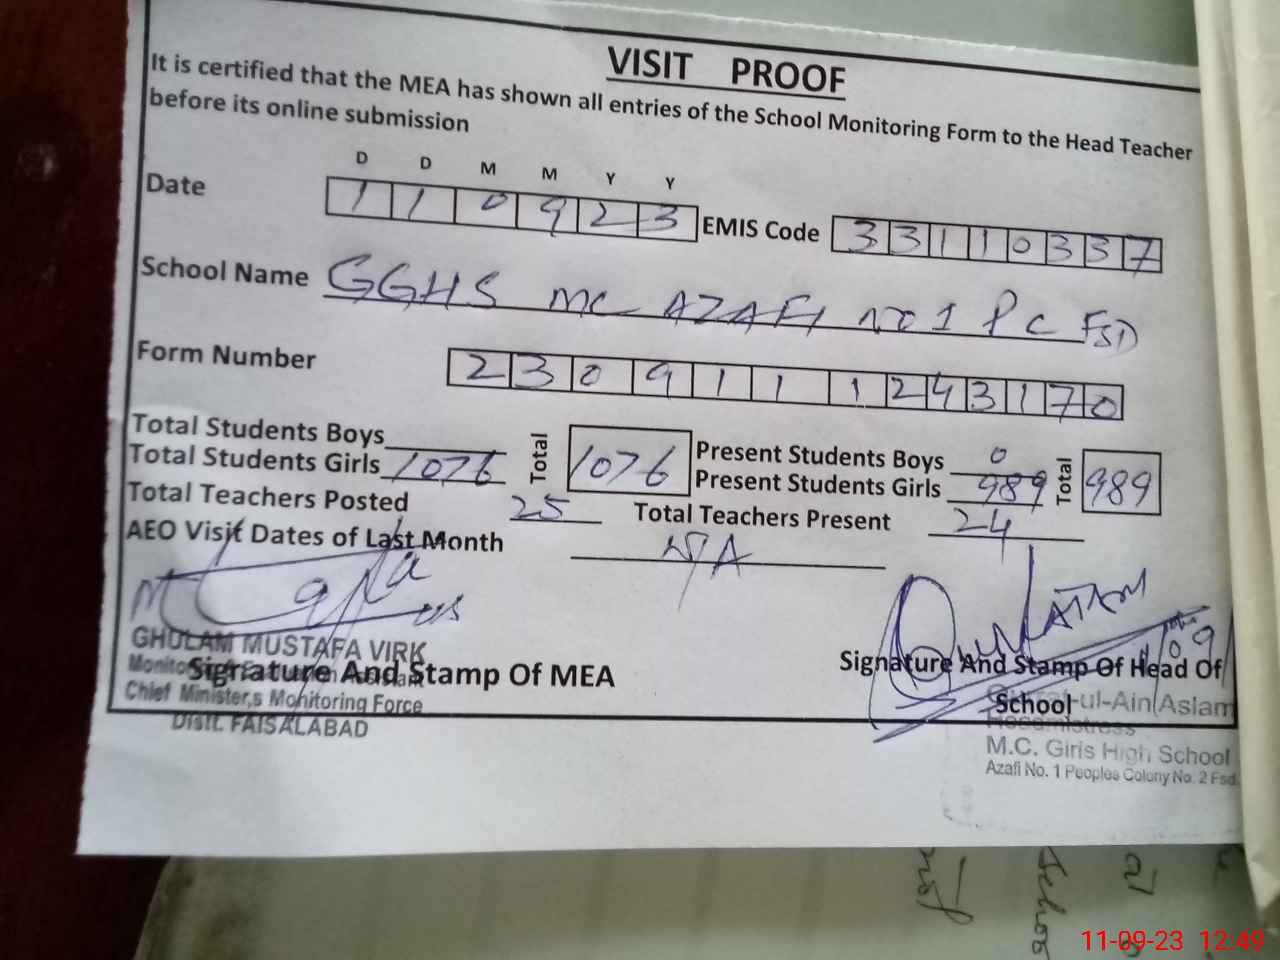 VISIT PROOF
It is certified that the MEA has shown all entries of the School Monitoring Form to the Head Teacher
before its online submission
D D M M Y Y
Date 1 1 0 9 2 3 EMIS Code 3 3 1 1 0 3 3 7
School Name GGHS MC AZAFI NO 1 P C FSD
Form Number 2 3 0 9 1 1 1 2 4 3 1 7 0
Total Students Boys Total 1076 Present Students Boys 0 Total 989
Total Students Girls 1076 Present Students Girls 989
Total Teachers Posted 25 Total Teachers Present 24
AEO Visit Dates of Last Month N/A
GHULAM MUSTAFA VIRK
Signature And Stamp Of MEA Signature And Stamp Of Head Of
School
Chief Minister,s Monitoring Force
Distt. FAISALABAD
-ul-Ain Aslam
Headmistress
M.C. Girls High School
Azafi No. 1 Peoples Colony No. 2 Fsd.
11-09-23 12:49